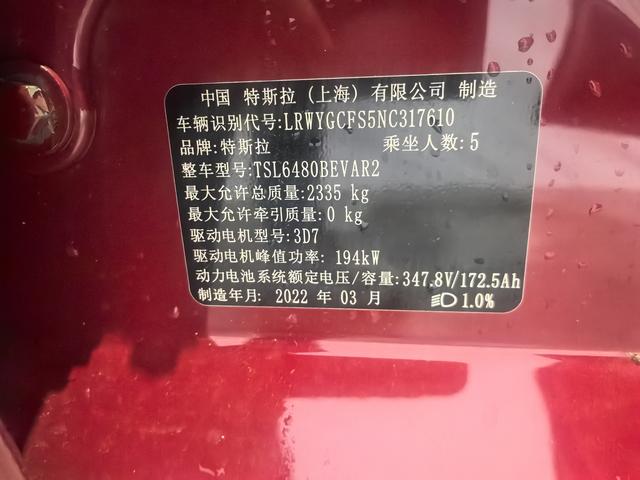 中国 特斯拉 (上海) 有限公司 制造
车辆识别代号:LRWYGCFS5NC317610
品牌:特斯拉 乘坐人数:5
整车型号:TSL6480BEVAR2
最大允许总质量:2335 kg
最大允许牵引质量:0 kg
驱动电机型号:3D7
驱动电机峰值功率: 194kW
动力电池系统额定电压/容量:347.8V/172.5Ah
制造年月: 2022 年 03 月 1.0%